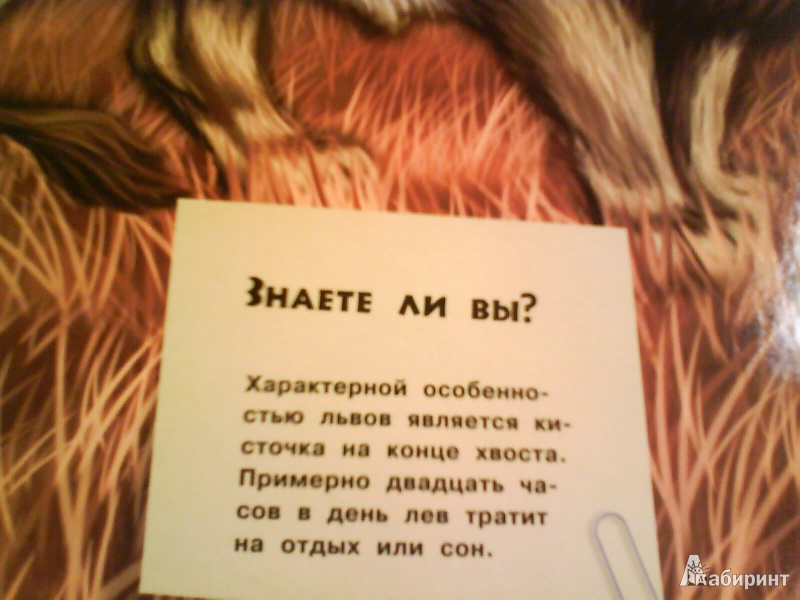 Знаете ли вы?
Характерной особенно-
стью львов является ки-
сточка на конце хвоста.
Примерно двадцать ча-
сов в день лев тратит
на отдых или сон.
Лабиринт